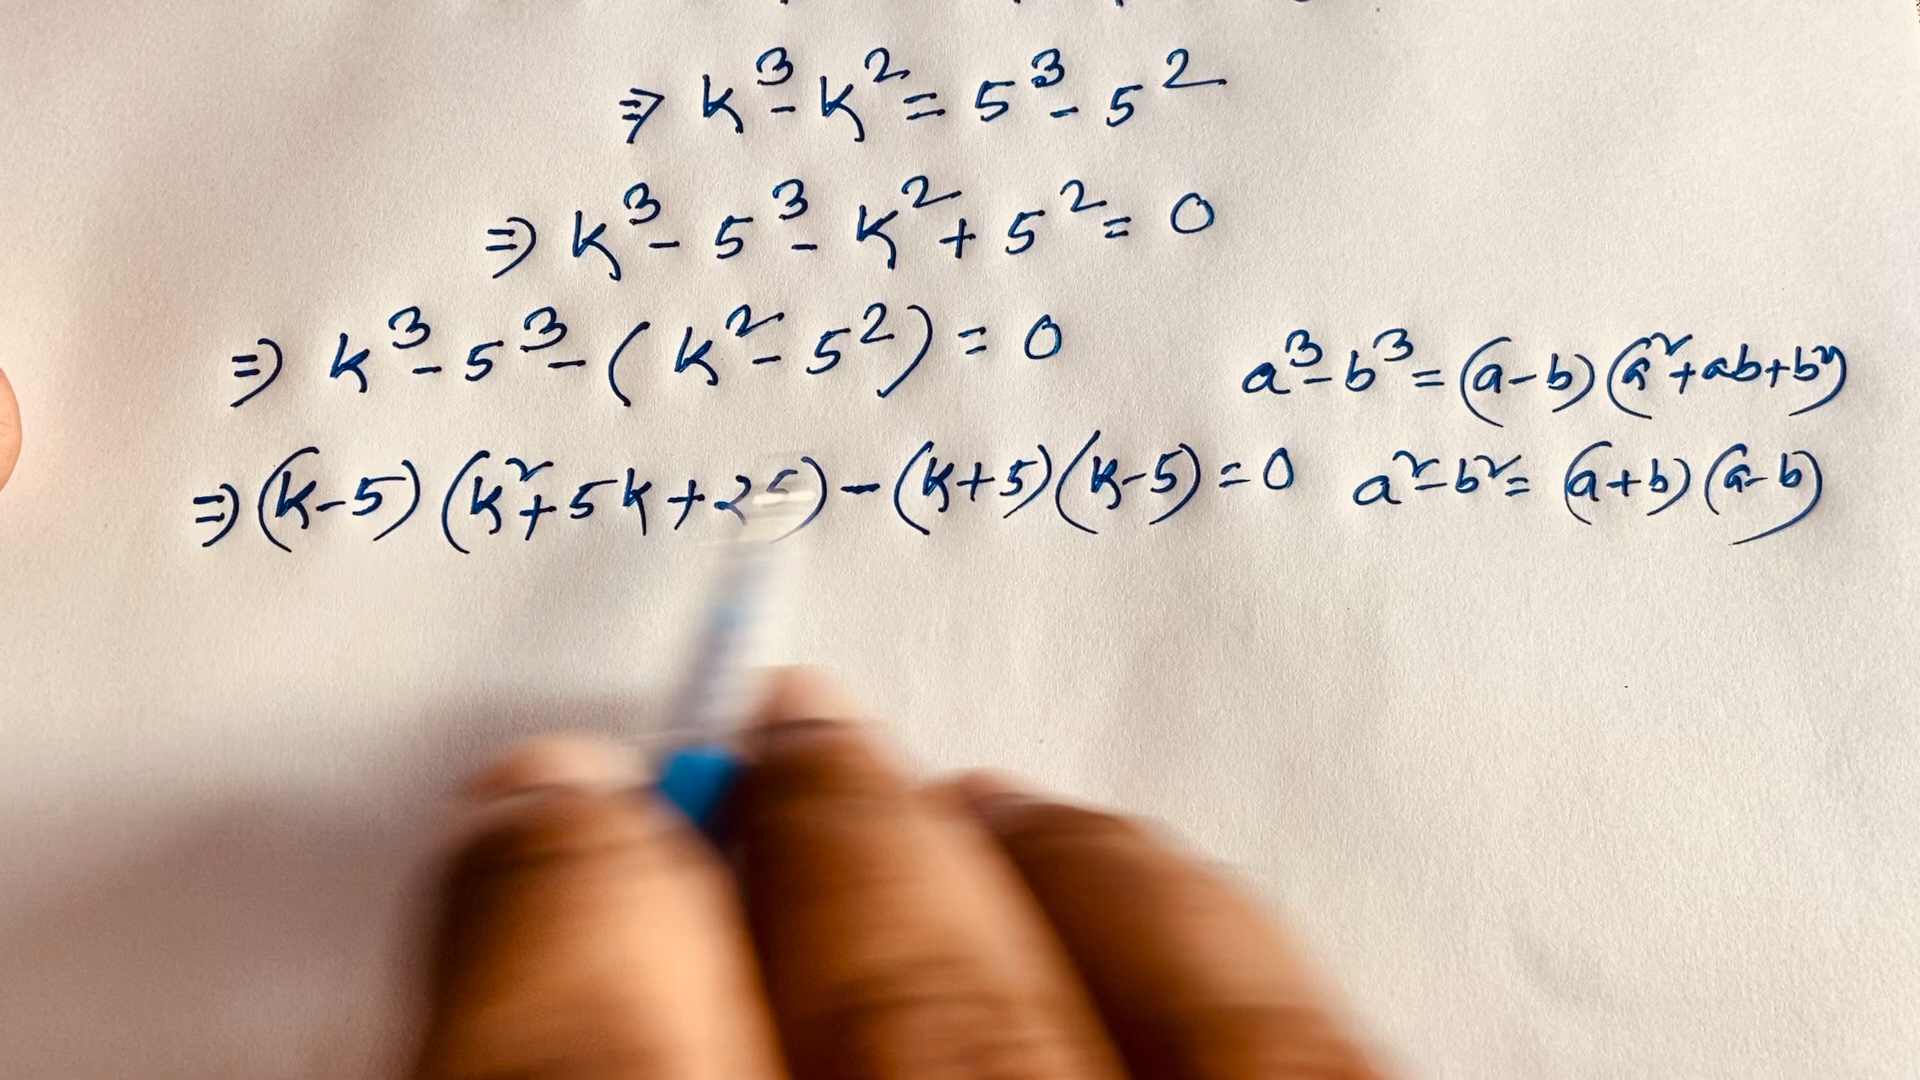 ⇒ k³ - k² = 5³ - 5²
⇒ k³ - 5³ - k² + 5² = 0
⇒ k³ - 5³ - (k² - 5²) = 0
a³ - b³ = (a - b)(a² + ab + b²)
⇒ (k - 5)(k² + 5k + 25) - (k + 5)(k - 5) = 0
a² - b² = (a + b)(a - b)